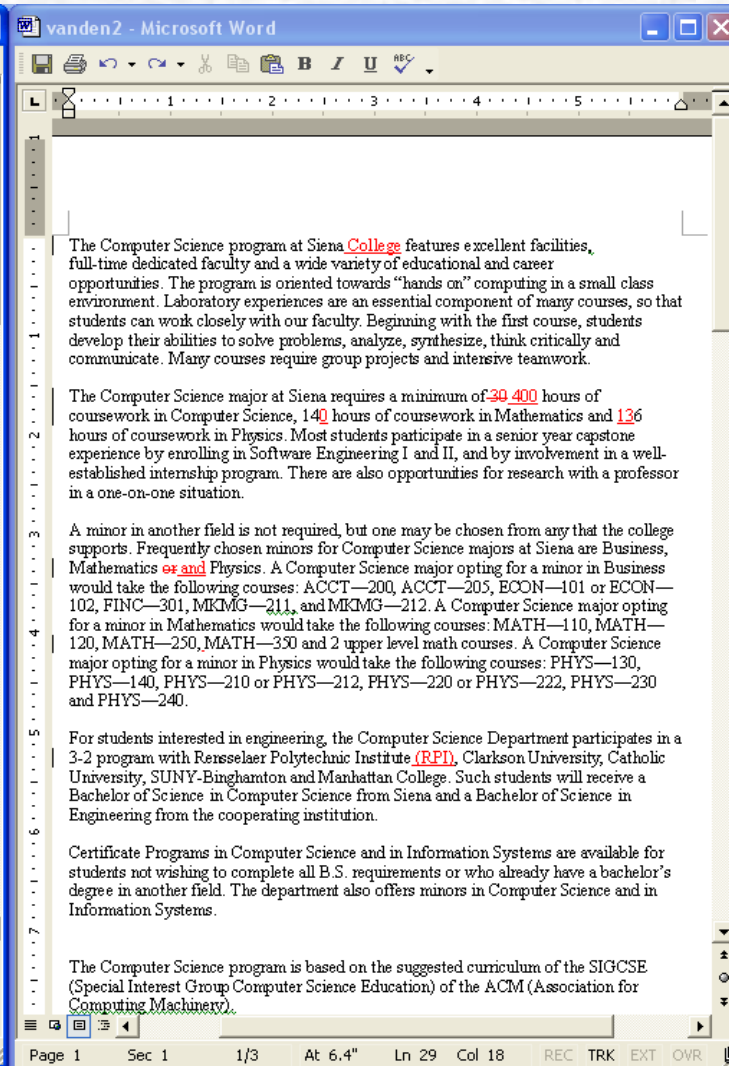 vanden2 - Microsoft Word
B I U ABC
L 1 2 3 4 5
The Computer Science program at Siena College features excellent facilities,
full-time dedicated faculty and a wide variety of educational and career
opportunities. The program is oriented towards “hands on” computing in a small class
environment. Laboratory experiences are an essential component of many courses, so that
students can work closely with our faculty. Beginning with the first course, students
develop their abilities to solve problems, analyze, synthesize, think critically and
communicate. Many courses require group projects and intensive teamwork.
The Computer Science major at Siena requires a minimum of 30 400 hours of
coursework in Computer Science, 140 hours of coursework in Mathematics and 136
hours of coursework in Physics. Most students participate in a senior year capstone
experience by enrolling in Software Engineering I and II, and by involvement in a well-
established internship program. There are also opportunities for research with a professor
in a one-on-one situation.
A minor in another field is not required, but one may be chosen from any that the college
supports. Frequently chosen minors for Computer Science majors at Siena are Business,
Mathematics or and Physics. A Computer Science major opting for a minor in Business
would take the following courses: ACCT—200, ACCT—205, ECON—101 or ECON—
102, FINC—301, MKMG—211, and MKMG—212. A Computer Science major opting
for a minor in Mathematics would take the following courses: MATH—110, MATH—
120, MATH—250, MATH—350 and 2 upper level math courses. A Computer Science
major opting for a minor in Physics would take the following courses: PHYS—130,
PHYS—140, PHYS—210 or PHYS—212, PHYS—220 or PHYS—222, PHYS—230
and PHYS—240.
For students interested in engineering, the Computer Science Department participates in a
3-2 program with Rensselaer Polytechnic Institute (RPI), Clarkson University, Catholic
University, SUNY-Binghamton and Manhattan College. Such students will receive a
Bachelor of Science in Computer Science from Siena and a Bachelor of Science in
Engineering from the cooperating institution.
Certificate Programs in Computer Science and in Information Systems are available for
students not wishing to complete all B.S. requirements or who already have a bachelor’s
degree in another field. The department also offers minors in Computer Science and in
Information Systems.
The Computer Science program is based on the suggested curriculum of the SIGCSE
(Special Interest Group Computer Science Education) of the ACM (Association for
Computing Machinery).
Page 1 Sec 1 1/3 At 6.4" Ln 29 Col 18 REC TRK EXT OVR